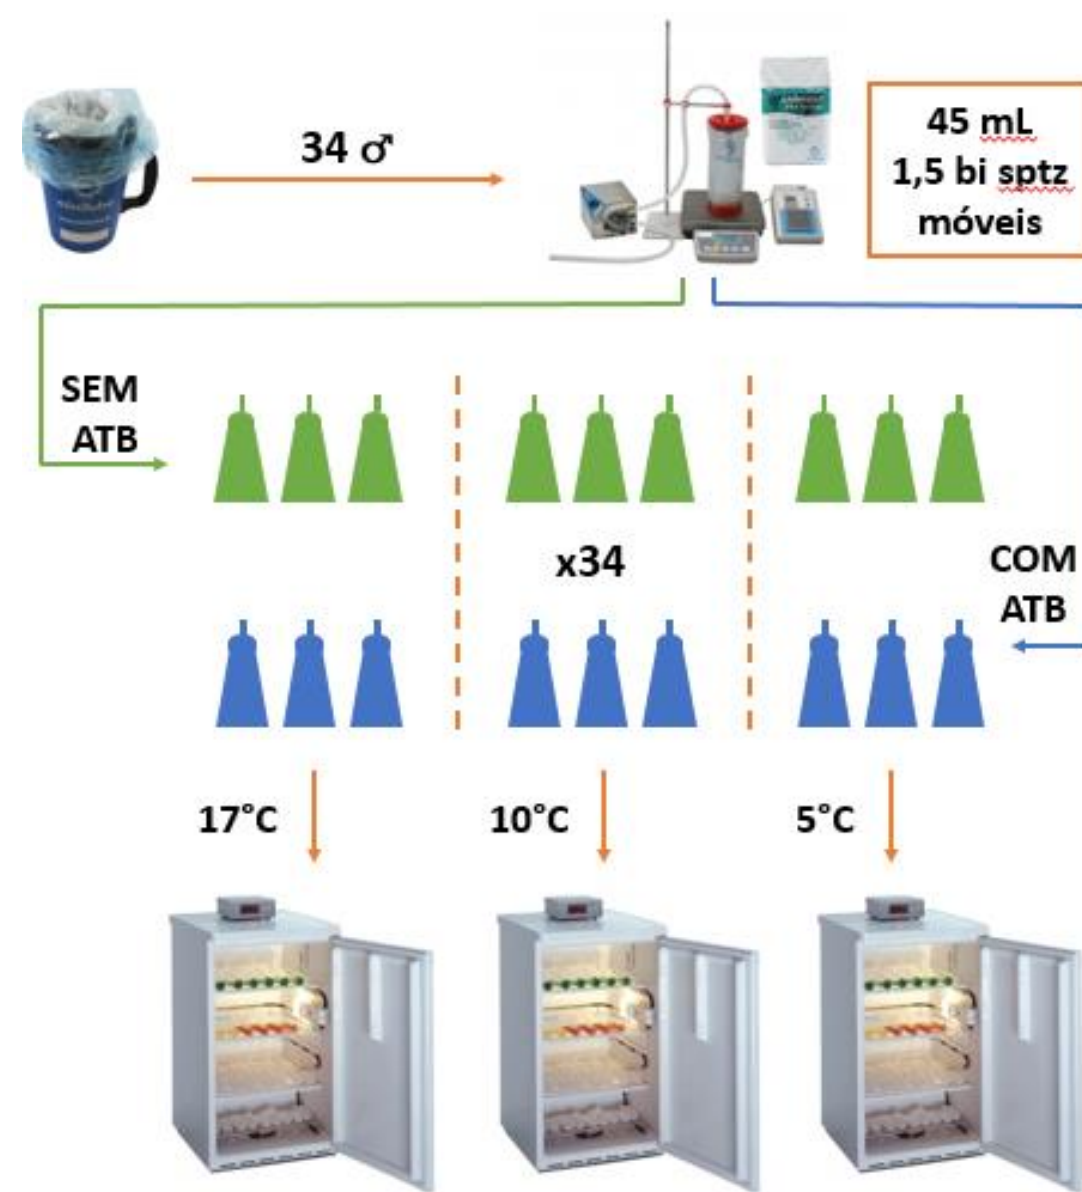 34 ♂
45 mL
1,5 bi sptz
móveis
SEM
ATB
x34
COM
ATB
17°C
10°C
5°C